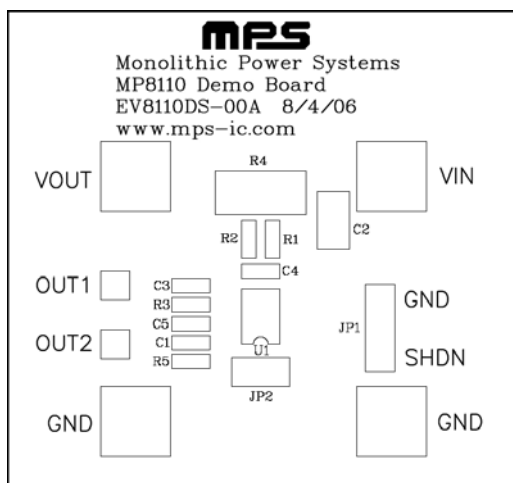 mps
Monolithic Power Systems
MP8110 Demo Board
EV8110DS-00A 8/4/06
www.mps-ic.com
R4
VOUT
VIN
C2
R2
R1
C4
OUT1
C3
GND
R3
JP1
C5
OUT2
C1
U1
SHDN
R5
JP2
GND
GND